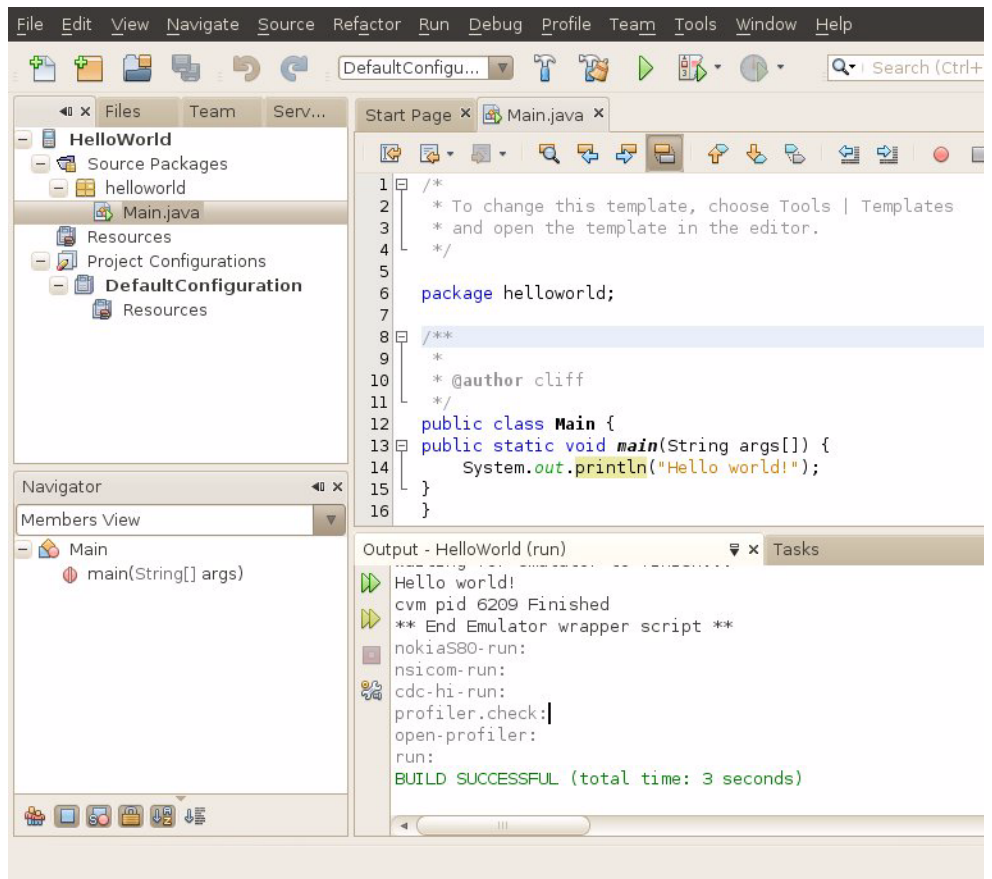 File Edit View Navigate Source Refactor Run Debug Profile Team Tools Window Help
DefaultConfigu...
Search (Ctrl+
Files Team Serv...
HelloWorld
Source Packages
helloworld
Main.java
Resources
Project Configurations
DefaultConfiguration
Resources
Navigator
Members View
Main
main(String[] args)
Start Page Main.java
1 /*
2 * To change this template, choose Tools | Templates
3 * and open the template in the editor.
4 */
5
6 package helloworld;
7
8 /**
9 *
10 * @author cliff
11 */
12 public class Main {
13 public static void main(String args[]) {
14 System.out.println("Hello world!");
15 }
16 }
Output - HelloWorld (run) Tasks
Waiting for emulator to finish...
Hello world!
cvm pid 6209 Finished
** End Emulator wrapper script **
nokiaS80-run:
nsicom-run:
cdc-hi-run:
profiler.check:
open-profiler:
run:
BUILD SUCCESSFUL (total time: 3 seconds)